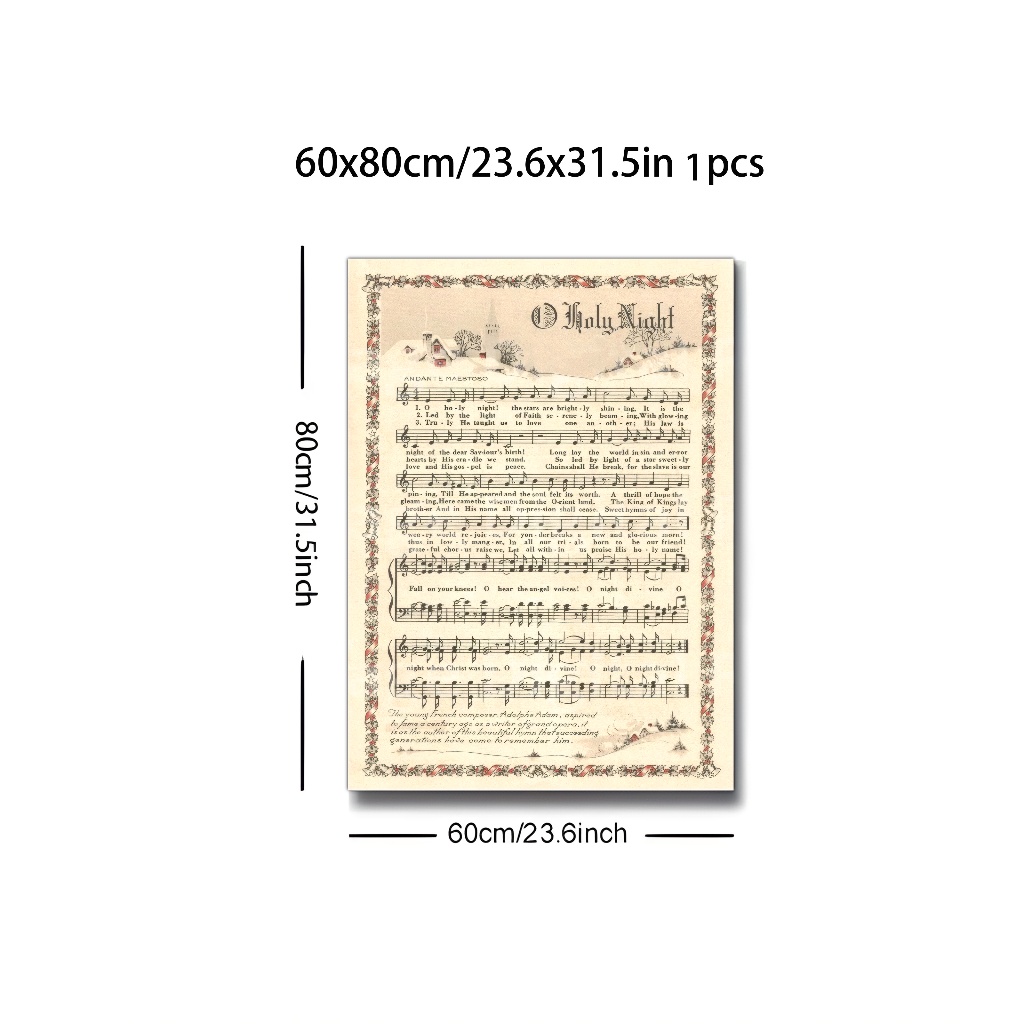 60x80cm/23.6x31.5in 1pcs
O Holy Night
ANDANTE MAESTOSO
1. O ho - ly night! the stars are bright - ly shin - ing, It is the
2. Led by the light of Faith se - rene - ly beam - ing, With glow-ing
3. Tru - ly He taught us to love one an - oth - er; His law is
night of the dear Sav-iour's birth! Long lay the world in sin and er-ror
hearts by His cra-dle we stand. So led by light of a star sweet-ly
love and His gos - pel is peace. Chains shall He break, for the slave is our
pin - ing, Till He ap-peared and the soul felt its worth. A thrill of hope the
gleam - ing, Here came the wise men from the O-rient land. The King of Kings lay
broth-er And in His name all op-pres-sion shall cease. Sweet hymns of joy in
wea-ry world re - joic - es, For yon - der breaks a new and glo-rious morn!
thus in low - ly mang - er, In all our tri - als born to be our friend!
grate - ful chor - us raise we, Let all with - in us praise His ho - ly name!
Fall on your knees! O hear the an-gel voi-ces! O night di - vine O
night when Christ was born, O night di - vine! O night, O night di-vine!
The young French composer, Adolphe Adam, aspired
to fame a century ago as a writer of grand opera, it
is as the author of this beautiful hymn that succeeding
generations have come to remember him.
80cm/31.5inch
60cm/23.6inch